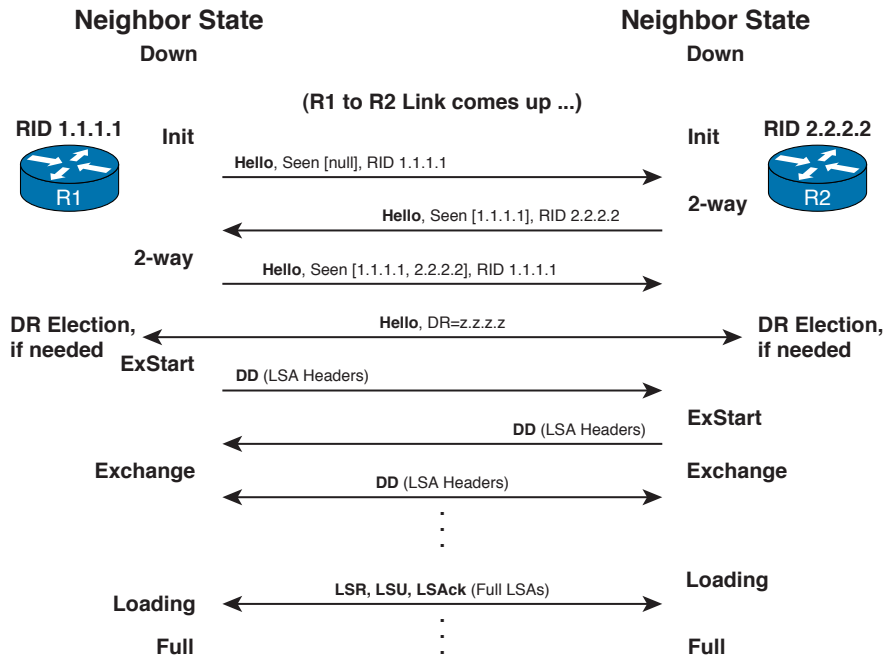 Neighbor State
Neighbor State
Down
Down
(R1 to R2 Link comes up ...)
RID 1.1.1.1
Init
Init
RID 2.2.2.2
Hello, Seen [null], RID 1.1.1.1
R1
R2
2-way
Hello, Seen [1.1.1.1], RID 2.2.2.2
2-way
Hello, Seen [1.1.1.1, 2.2.2.2], RID 1.1.1.1
DR Election,
if needed
Hello, DR=z.z.z.z
DR Election,
if needed
ExStart
DD (LSA Headers)
ExStart
DD (LSA Headers)
Exchange
Exchange
DD (LSA Headers)
Loading
LSR, LSU, LSAck (Full LSAs)
Loading
Full
Full